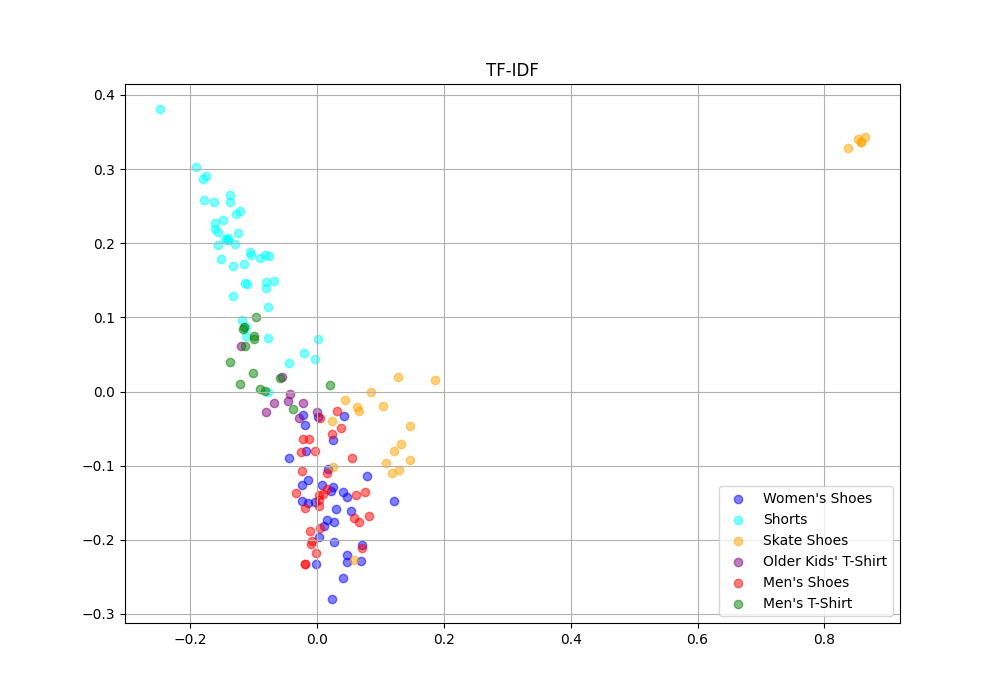 TF-IDF
0.4
0.3
0.2
0.1
0.0
−0.1
−0.2
−0.3
−0.2
0.0
0.2
0.4
0.6
0.8
Women's Shoes
Shorts
Skate Shoes
Older Kids' T-Shirt
Men's Shoes
Men's T-Shirt